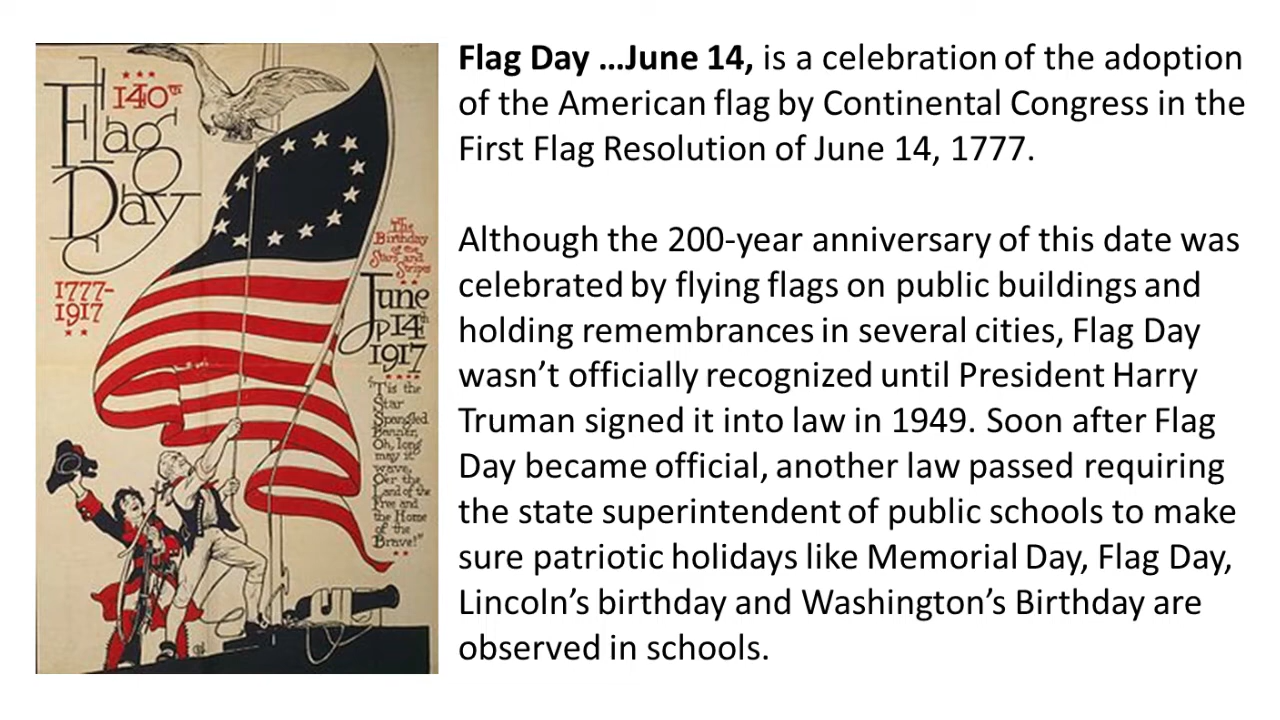 ★ ★ ★
140TH
Flag
Day
1777-
1917
★ ★
The
Birthday
of the
Stars and
Stripes
★ ★
June
14th
1917
★ ★ ★ ★
"'Tis the
Star
Spangled
Banner,
Oh, long
may it
wave,
O'er the
Land of the
Free and
the Home
of the
Brave!"
★ ★
Flag Day …June 14, is a celebration of the adoption
of the American flag by Continental Congress in the
First Flag Resolution of June 14, 1777.
Although the 200-year anniversary of this date was
celebrated by flying flags on public buildings and
holding remembrances in several cities, Flag Day
wasn’t officially recognized until President Harry
Truman signed it into law in 1949. Soon after Flag
Day became official, another law passed requiring
the state superintendent of public schools to make
sure patriotic holidays like Memorial Day, Flag Day,
Lincoln’s birthday and Washington’s Birthday are
observed in schools.